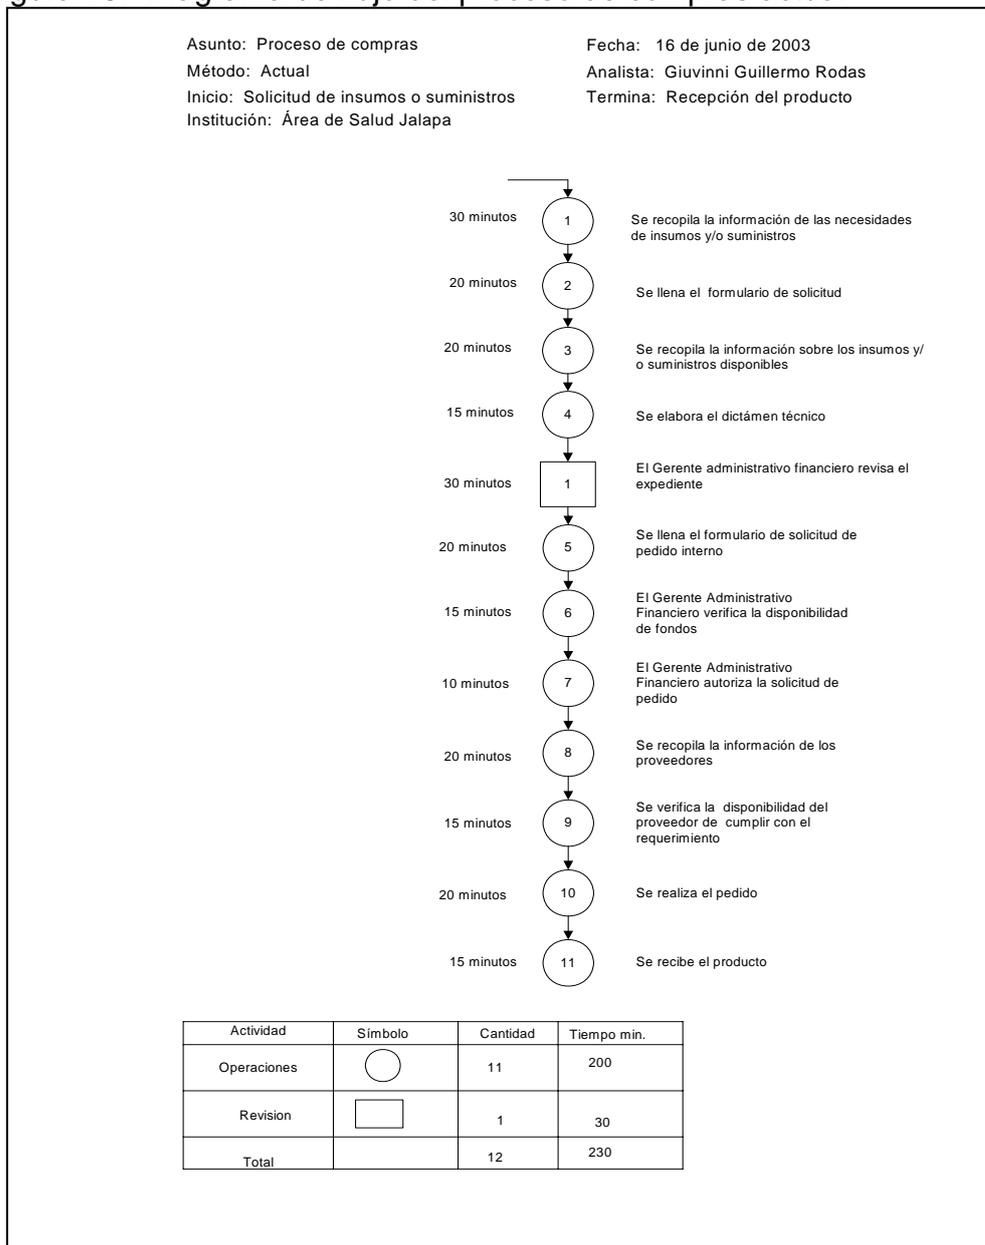 Asunto: Proceso de compras
Fecha: 16 de junio de 2003
Método: Actual
Analista: Giuvinni Guillermo Rodas
Inicio: Solicitud de insumos o suministros
Termina: Recepción del producto
Institución: Área de Salud Jalapa
30 minutos
1
Se recopila la información de las necesidades
de insumos y/o suministros
20 minutos
2
Se llena el formulario de solicitud
20 minutos
3
Se recopila la información sobre los insumos y/
o suministros disponibles
15 minutos
4
Se elabora el dictámen técnico
30 minutos
1
El Gerente administrativo financiero revisa el
expediente
20 minutos
5
Se llena el formulario de solicitud de
pedido interno
15 minutos
6
El Gerente Administrativo
Financiero verifica la disponibilidad
de fondos
10 minutos
7
El Gerente Administrativo
Financiero autoriza la solicitud de
pedido
20 minutos
8
Se recopila la información de los
proveedores
15 minutos
9
Se verifica la disponibilidad del
proveedor de cumplir con el
requerimiento
20 minutos
10
Se realiza el pedido
15 minutos
11
Se recibe el producto
Actividad Símbolo Cantidad Tiempo min.
Operaciones 11 200
Revision 1 30
Total 12 230